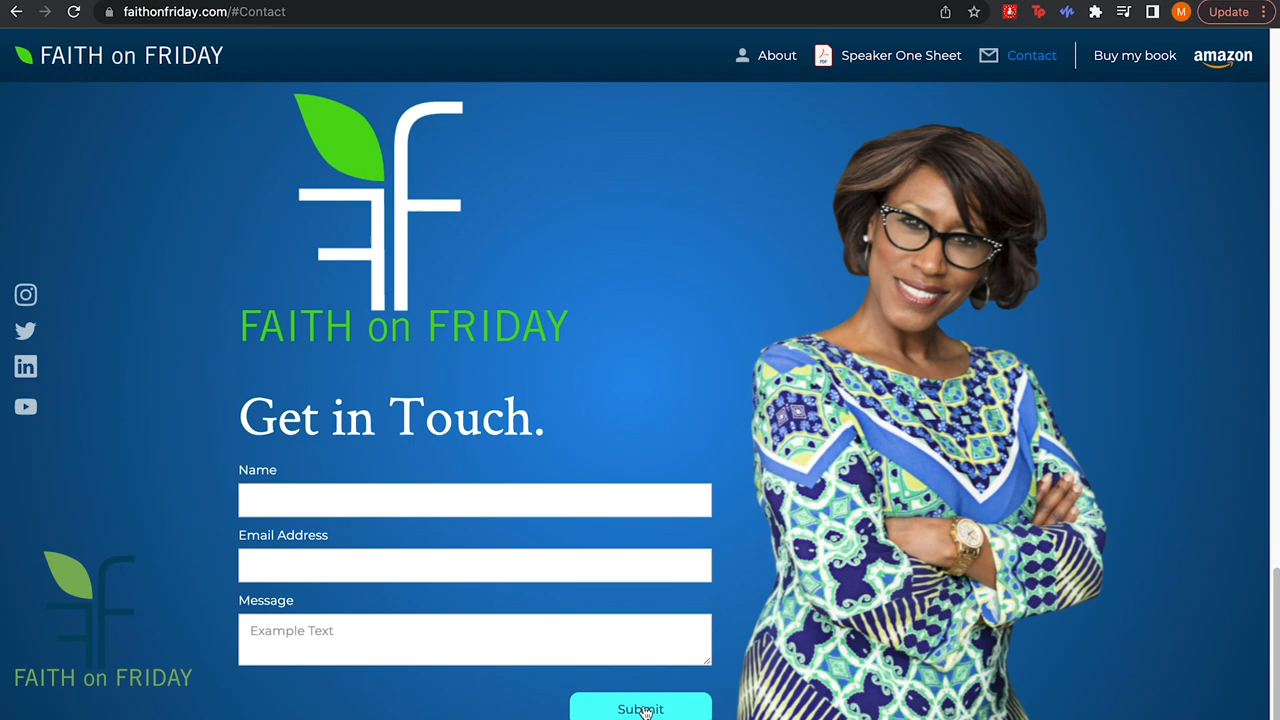 faithonfriday.com/#Contact
M
Update
FAITH on FRIDAY
About
PDF
Speaker One Sheet
Contact
Buy my book
amazon
FAITH on FRIDAY
Get in Touch.
Name
Email Address
Message
Example Text
Submit
FAITH on FRIDAY